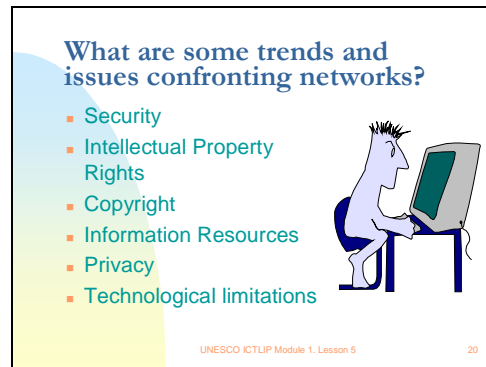 What are some trends and
issues confronting networks?
Security
Intellectual Property
Rights
Copyright
Information Resources
Privacy
Technological limitations
UNESCO ICTLIP Module 1. Lesson 5
20